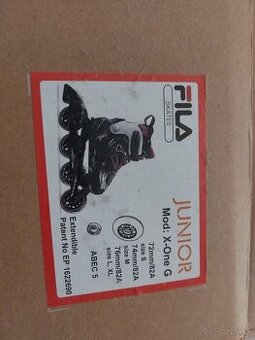 FILA
SKATES
JUNIOR
Mod: X-One G
72mm/82A
size S
74mm/82A
size M
76mm/82A
size L, XL
ABEC 5
Extendible
Patent No EP 1622690